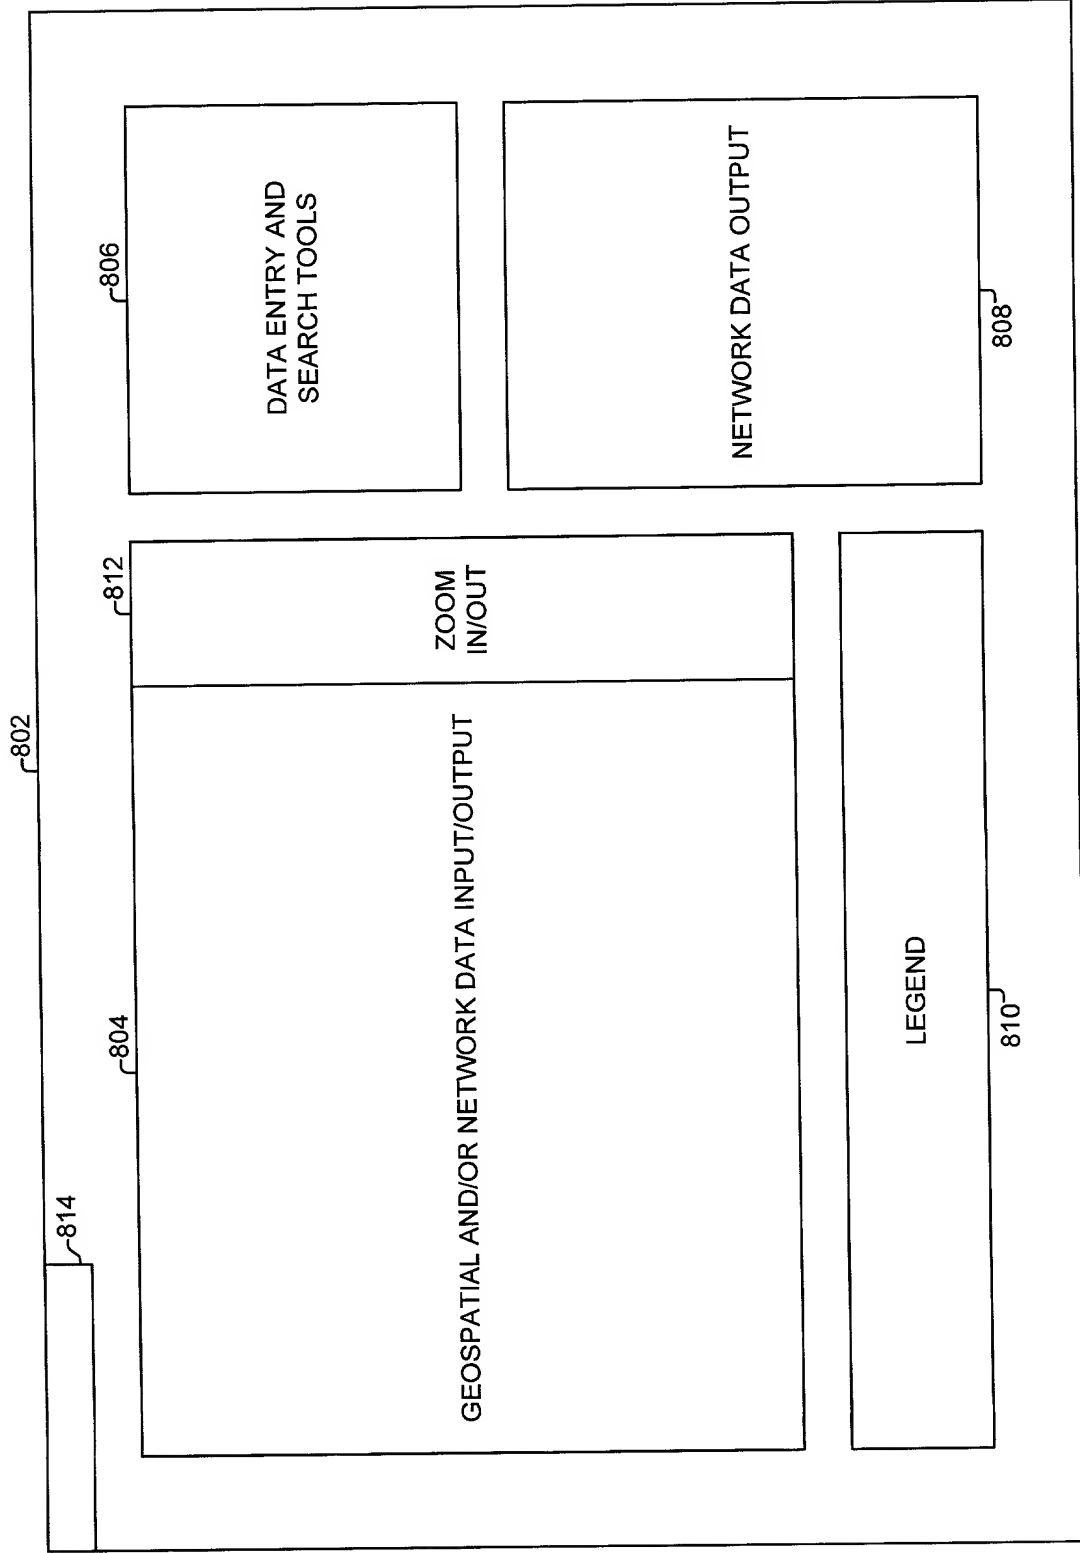 802
814
804
812
806
GEOSPATIAL AND/OR NETWORK DATA INPUT/OUTPUT
ZOOM
IN/OUT
DATA ENTRY AND
SEARCH TOOLS
NETWORK DATA OUTPUT
808
LEGEND
810